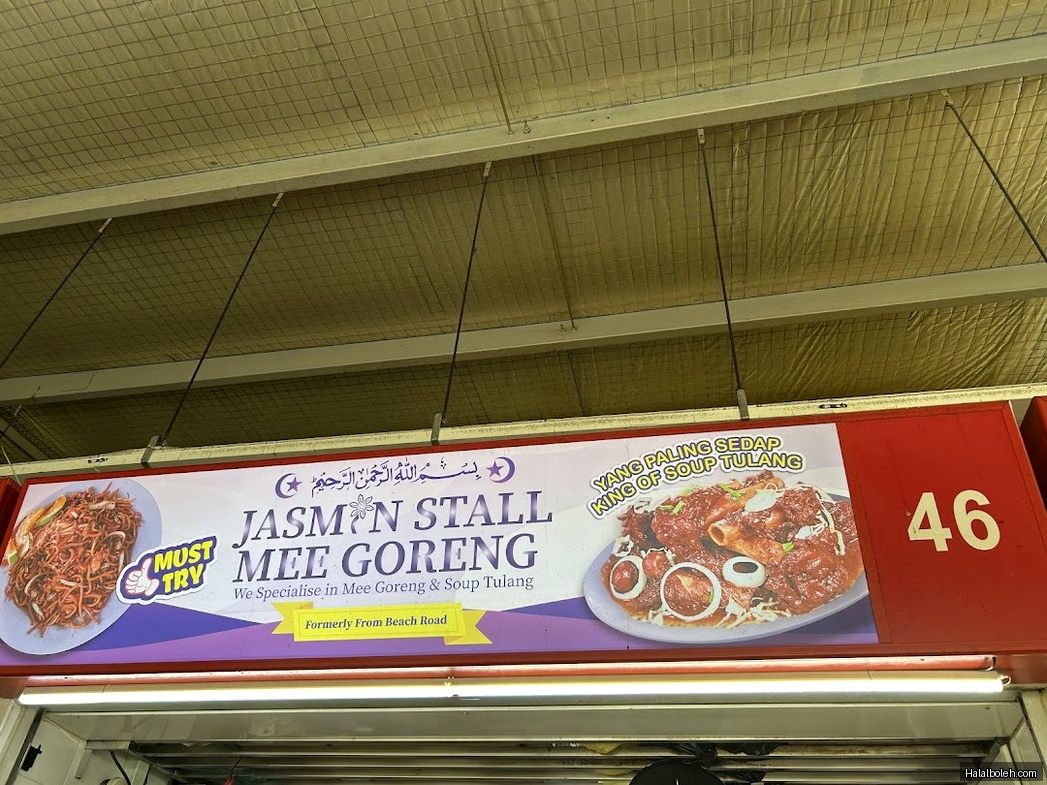 بِسْمِ اللهِ الرَّحْمٰنِ الرَّحِيْمِ
JASMIN STALL
MEE GORENG
We Specialise in Mee Goreng & Soup Tulang
Formerly From Beach Road
MUST
TRY
YANG PALING SEDAP
KING OF SOUP TULANG
46
Halalboleh.com